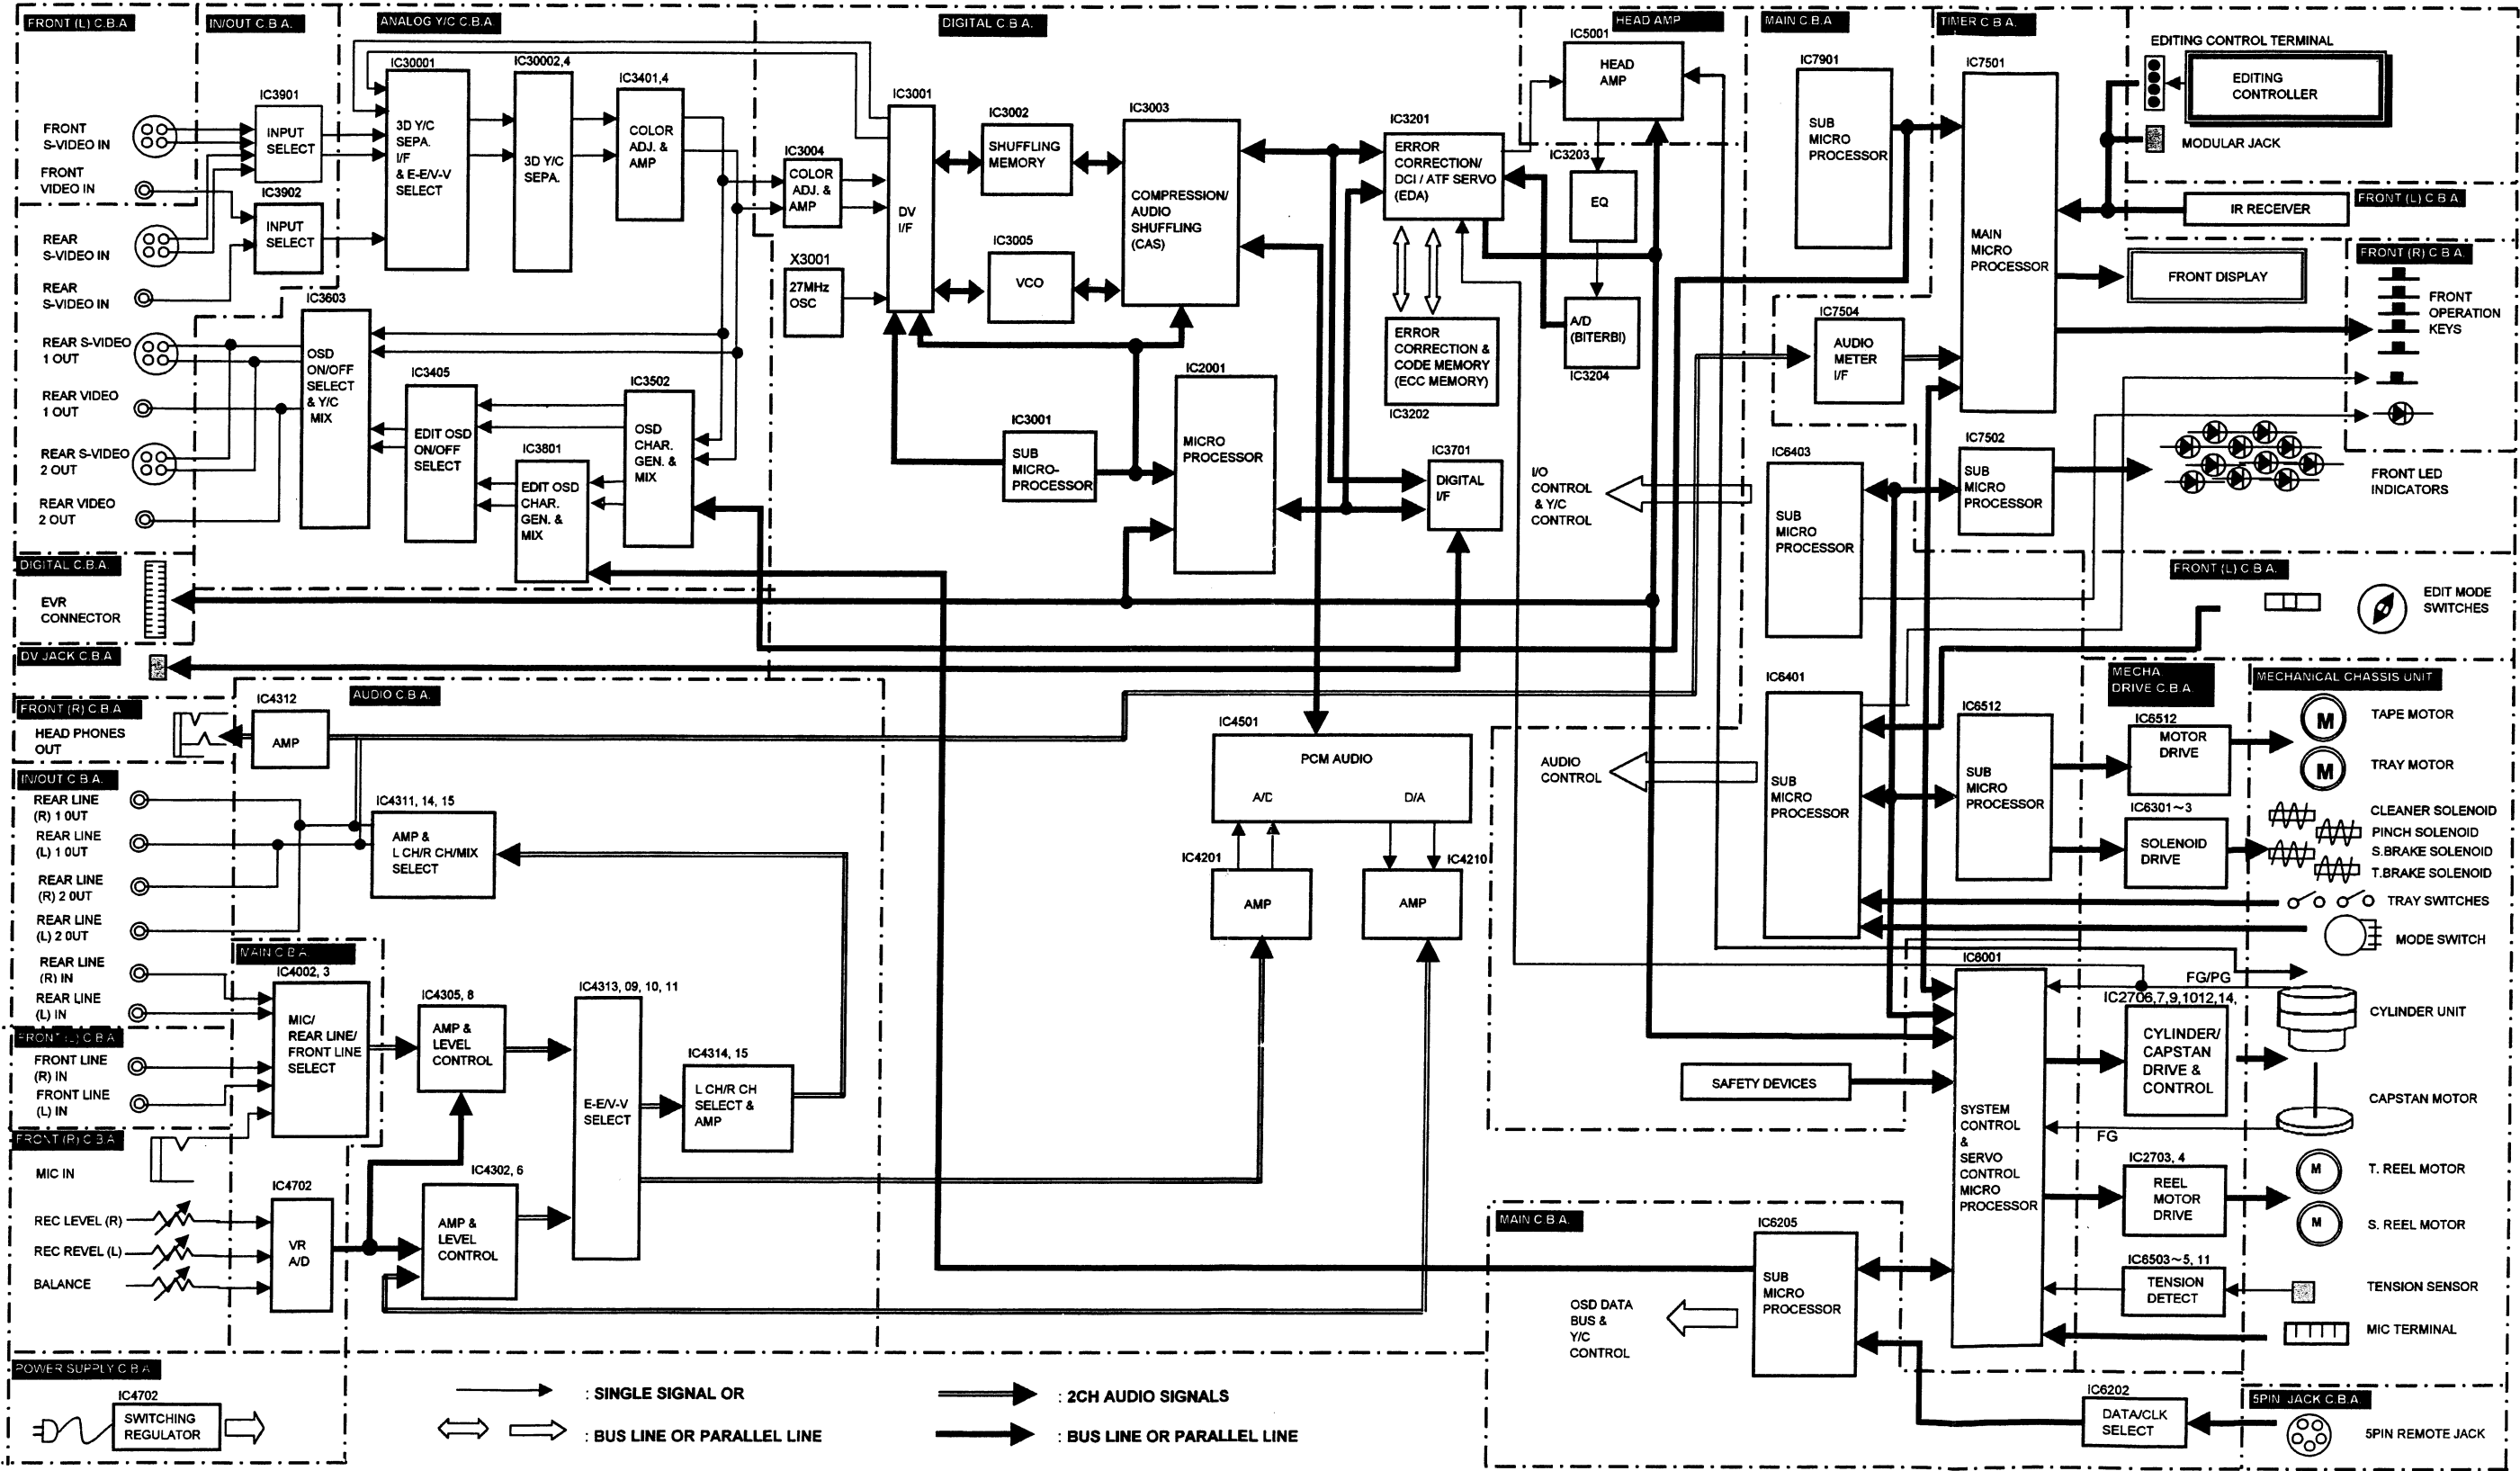 FRONT (L) C.B.A.
IN/OUT C.B.A.
ANALOG Y/C C.B.A.
DIGITAL C.B.A.
HEAD AMP
MAIN C.B.A
TIMER C B A.
FRONT
S-VIDEO IN
FRONT
VIDEO IN
REAR
S-VIDEO IN
REAR
S-VIDEO IN
REAR S-VIDEO
1 OUT
REAR VIDEO
1 OUT
REAR S-VIDEO
2 OUT
REAR VIDEO
2 OUT
IC3901
INPUT
SELECT
IC3902
INPUT
SELECT
IC30001
3D Y/C
SEPA.
I/F
& E-E/V-V
SELECT
IC30002,4
3D Y/C
SEPA.
IC3401,4
COLOR
ADJ. &
AMP
IC3603
OSD
ON/OFF
SELECT
& Y/C
MIX
IC3405
EDIT OSD
ON/OFF
SELECT
IC3801
EDIT OSD
CHAR.
GEN. &
MIX
IC3502
OSD
CHAR.
GEN. &
MIX
IC3004
COLOR
ADJ. &
AMP
X3001
27MHz
OSC
IC3001
DV
I/F
IC3002
SHUFFLING
MEMORY
IC3005
VCO
IC3003
COMPRESSION/
AUDIO
SHUFFLING
(CAS)
IC3001
SUB
MICRO-
PROCESSOR
IC2001
MICRO
PROCESSOR
IC3201
ERROR
CORRECTION/
DCI / ATF SERVO
(EDA)
ERROR
CORRECTION &
CODE MEMORY
(ECC MEMORY)
IC3202
IC3701
DIGITAL
I/F
IC5001
HEAD
AMP
IC3203
EQ
A/D
(BITERBI)
IC3204
I/O
CONTROL
& Y/C
CONTROL
IC7901
SUB
MICRO
PROCESSOR
IC7504
AUDIO
METER
I/F
IC7501
MAIN
MICRO
PROCESSOR
IC7502
SUB
MICRO
PROCESSOR
IC6403
SUB
MICRO
PROCESSOR
EDITING CONTROL TERMINAL
EDITING
CONTROLLER
MODULAR JACK
FRONT (L) C B A.
IR RECEIVER
FRONT (R) C B A.
FRONT DISPLAY
FRONT
OPERATION
KEYS
FRONT LED
INDICATORS
FRONT (L) C B A.
EDIT MODE
SWITCHES
DIGITAL C.B.A.
EVR
CONNECTOR
DV JACK C.B.A
FRONT (R) C B A
HEAD PHONES
OUT
AUDIO C B A.
IC4312
AMP
IN/OUT C B A.
REAR LINE
(R) 1 0UT
REAR LINE
(L) 1 0UT
REAR LINE
(R) 2 0UT
REAR LINE
(L) 2 0UT
REAR LINE
(R) IN
REAR LINE
(L) IN
IC4311, 14, 15
AMP &
L CH/R CH/MIX
SELECT
MAIN C B A.
IC4002, 3
MIC/
REAR LINE/
FRONT LINE
SELECT
FRONT (L) C B A
FRONT LINE
(R) IN
FRONT LINE
(L) IN
FRONT (R) C B A
MIC IN
REC LEVEL (R)
REC REVEL (L)
BALANCE
IC4702
VR
A/D
IC4305, 8
AMP &
LEVEL
CONTROL
IC4302, 6
AMP &
LEVEL
CONTROL
IC4313, 09, 10, 11
E-E/V-V
SELECT
IC4314, 15
L CH/R CH
SELECT &
AMP
IC4501
PCM AUDIO
A/D
D/A
IC4201
AMP
IC4210
AMP
AUDIO
CONTROL
IC6401
SUB
MICRO
PROCESSOR
IC6512
SUB
MICRO
PROCESSOR
MECHA
DRIVE C.B.A.
IC6512
MOTOR
DRIVE
IC6301～3
SOLENOID
DRIVE
MECHANICAL CHASSIS UNIT
M
TAPE MOTOR
M
TRAY MOTOR
CLEANER SOLENOID
PINCH SOLENOID
S.BRAKE SOLENOID
T.BRAKE SOLENOID
TRAY SWITCHES
MODE SWITCH
SAFETY DEVICES
IC6001
SYSTEM
CONTROL
&
SERVO
CONTROL
MICRO
PROCESSOR
FG/PG
IC2706,7,9,1012,14,
CYLINDER/
CAPSTAN
DRIVE &
CONTROL
FG
CYLINDER UNIT
CAPSTAN MOTOR
IC2703, 4
REEL
MOTOR
DRIVE
M
T. REEL MOTOR
M
S. REEL MOTOR
IC6503～5, 11
TENSION
DETECT
TENSION SENSOR
MIC TERMINAL
MAIN C B A.
IC6205
SUB
MICRO
PROCESSOR
OSD DATA
BUS &
Y/C
CONTROL
IC6202
DATA/CLK
SELECT
5PIN JACK C.B.A.
5PIN REMOTE JACK
POWER SUPPLY C B A
IC4702
SWITCHING
REGULATOR
: SINGLE SIGNAL OR
: BUS LINE OR PARALLEL LINE
: 2CH AUDIO SIGNALS
: BUS LINE OR PARALLEL LINE